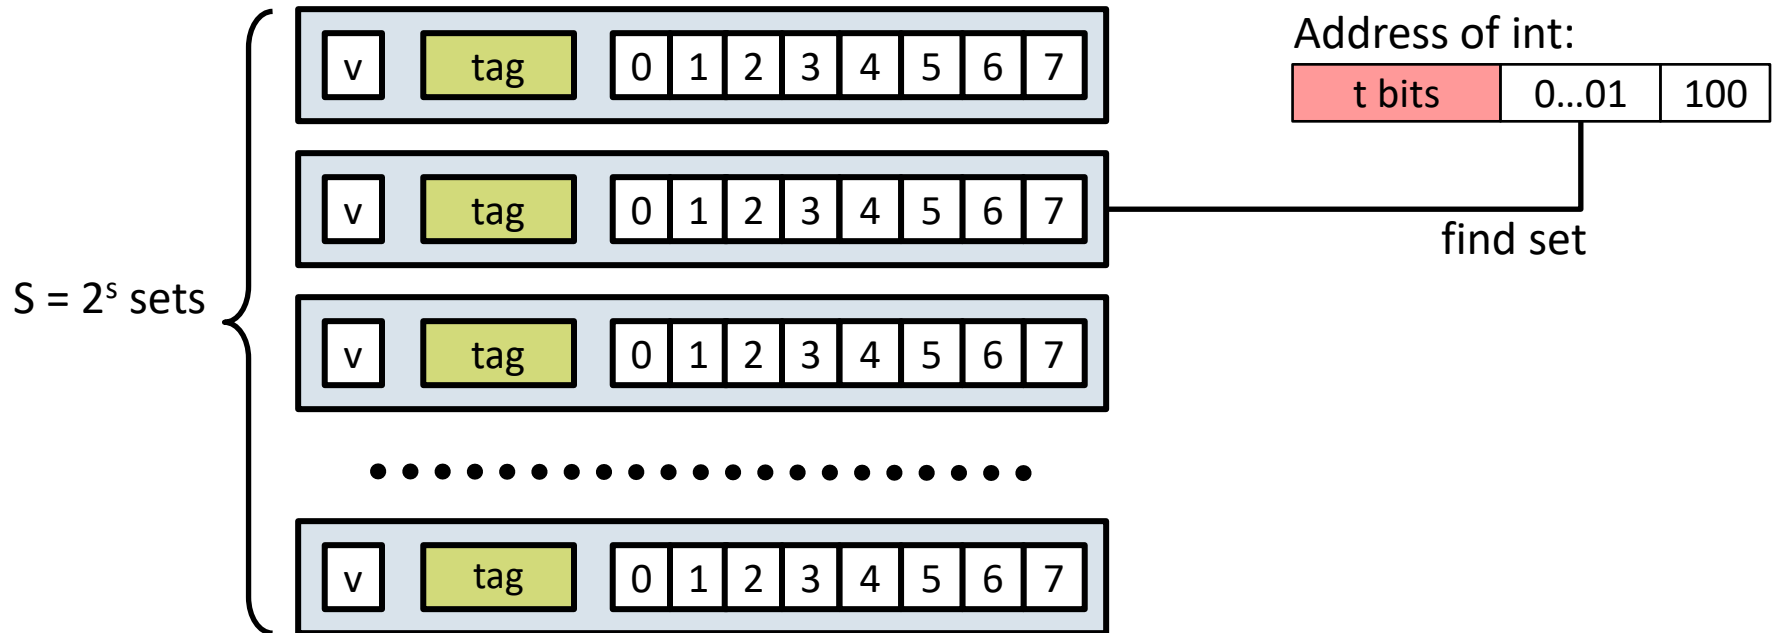 Address of int:
t bits 0...01 100
v tag 0 1 2 3 4 5 6 7
v tag 0 1 2 3 4 5 6 7
find set
S = 2ˢ sets
v tag 0 1 2 3 4 5 6 7
v tag 0 1 2 3 4 5 6 7